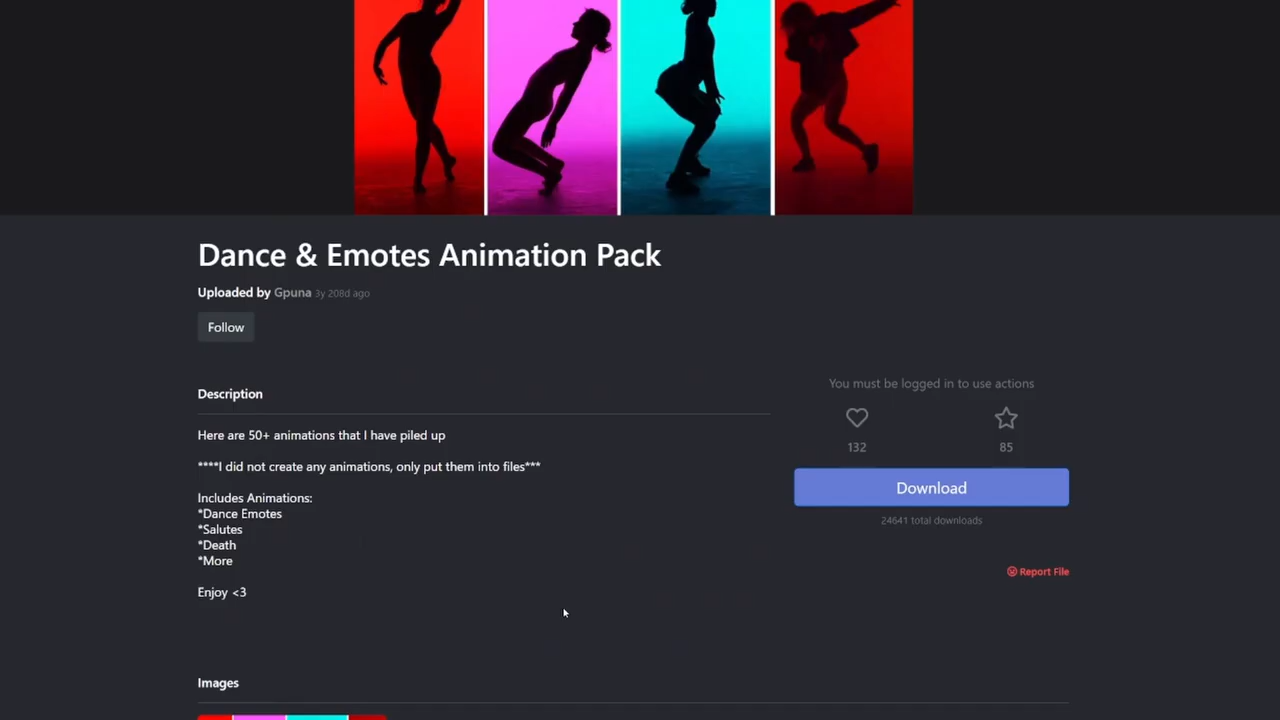 Dance & Emotes Animation Pack
Uploaded by Gpuna 3y 208d ago
Follow
Description
Here are 50+ animations that I have piled up
****I did not create any animations, only put them into files***
Includes Animations:
*Dance Emotes
*Salutes
*Death
*More
Enjoy <3
You must be logged in to use actions
132
85
Download
24641 total downloads
Report File
Images